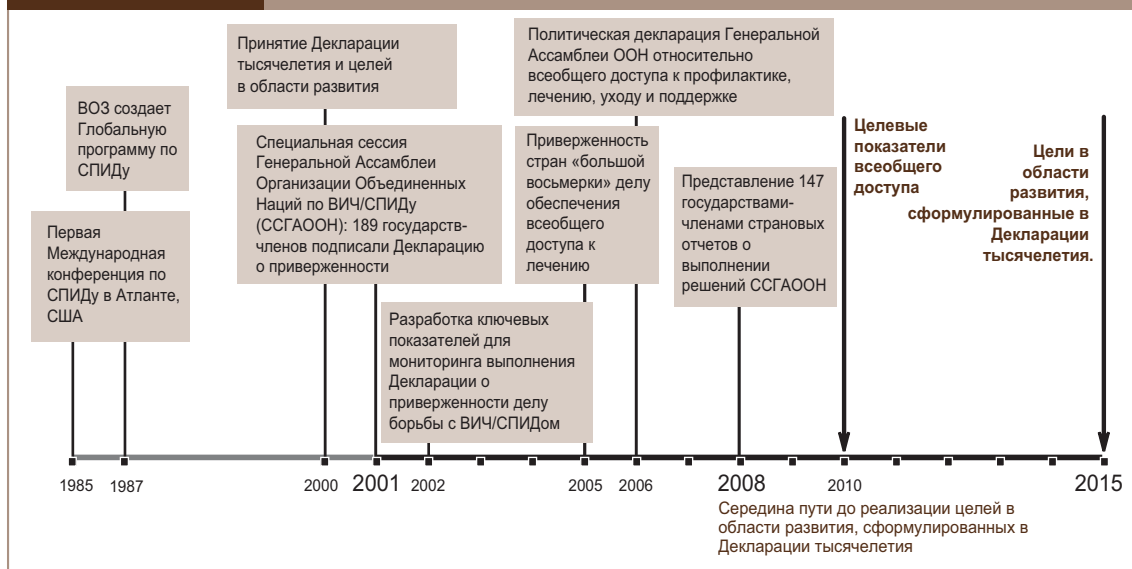 ВОЗ создает
Глобальную
программу по
СПИДу
Первая
Международная
конференция по
СПИДу в Атланте,
США
Принятие Декларации
тысячелетия и целей
в области развития
Специальная сессия
Генеральной Ассамблеи
Организации Объединенных
Наций по ВИЧ/СПИДу
(ССГАООН): 189 государств-
членов подписали Декларацию
о приверженности
Разработка ключевых
показателей для
мониторинга выполнения
Декларации о
приверженности делу
борьбы с ВИЧ/СПИДом
Политическая декларация Генеральной
Ассамблеи ООН относительно
всеобщего доступа к профилактике,
лечению, уходу и поддержке
Приверженность
стран «большой
восьмерки» делу
обеспечения
всеобщего
доступа к
лечению
Представление 147
государствами-
членами страновых
отчетов о
выполнении
решений ССГАООН
Целевые
показатели
всеобщего
доступа
Цели в
области
развития,
сформулированные в
Декларации
тысячелетия.
1985 1987 2000 2001 2002 2005 2006 2008 2010 2015
Середина пути до реализации целей в
области развития, сформулированных в
Декларации тысячелетия